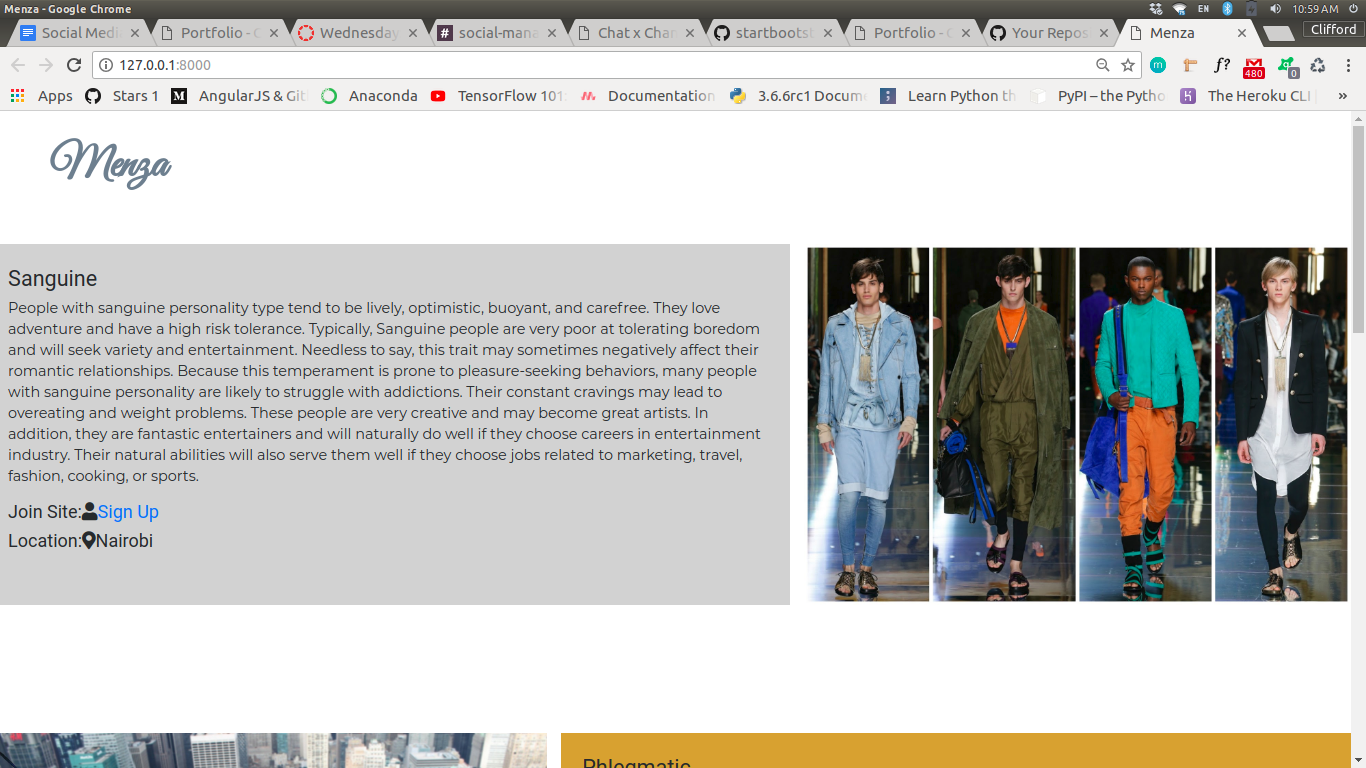 Menza - Google Chrome
EN
10:59 AM
Social Medi
Portfolio - C
Wednesday
social-mana
Chat x Chan
startbootst
Portfolio - C
Your Repos
Menza
Clifford
127.0.0.1:8000
m
f?
480
0
Apps
Stars 1
AngularJS & Git
Anaconda
TensorFlow 101
Documentation
3.6.6rc1 Docum
Learn Python th
PyPI – the Pytho
The Heroku CLI
»
Menza
Sanguine
People with sanguine personality type tend to be lively, optimistic, buoyant, and carefree. They love
adventure and have a high risk tolerance. Typically, Sanguine people are very poor at tolerating boredom
and will seek variety and entertainment. Needless to say, this trait may sometimes negatively affect their
romantic relationships. Because this temperament is prone to pleasure-seeking behaviors, many people
with sanguine personality are likely to struggle with addictions. Their constant cravings may lead to
overeating and weight problems. These people are very creative and may become great artists. In
addition, they are fantastic entertainers and will naturally do well if they choose careers in entertainment
industry. Their natural abilities will also serve them well if they choose jobs related to marketing, travel,
fashion, cooking, or sports.
Join Site:Sign Up
Location:Nairobi
Phlegmatic